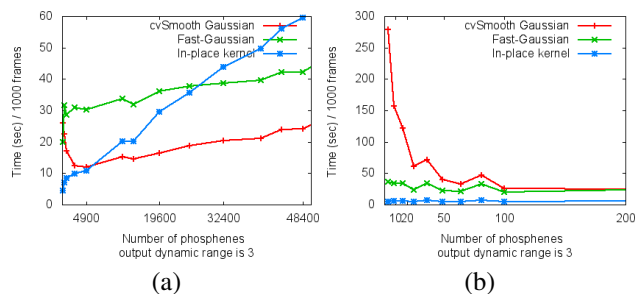 cvSmooth Gaussian
Fast-Gaussian
In-place kernel
Time (sec) / 1000 frames
60
50
40
30
20
10
0
4900 19600 32400 48400
Number of phosphenes
output dynamic range is 3
(a)
cvSmooth Gaussian
Fast-Gaussian
In-place kernel
Time (sec) / 1000 frames
300
250
200
150
100
50
0
10 20 50 100 200
Number of phosphenes
output dynamic range is 3
(b)